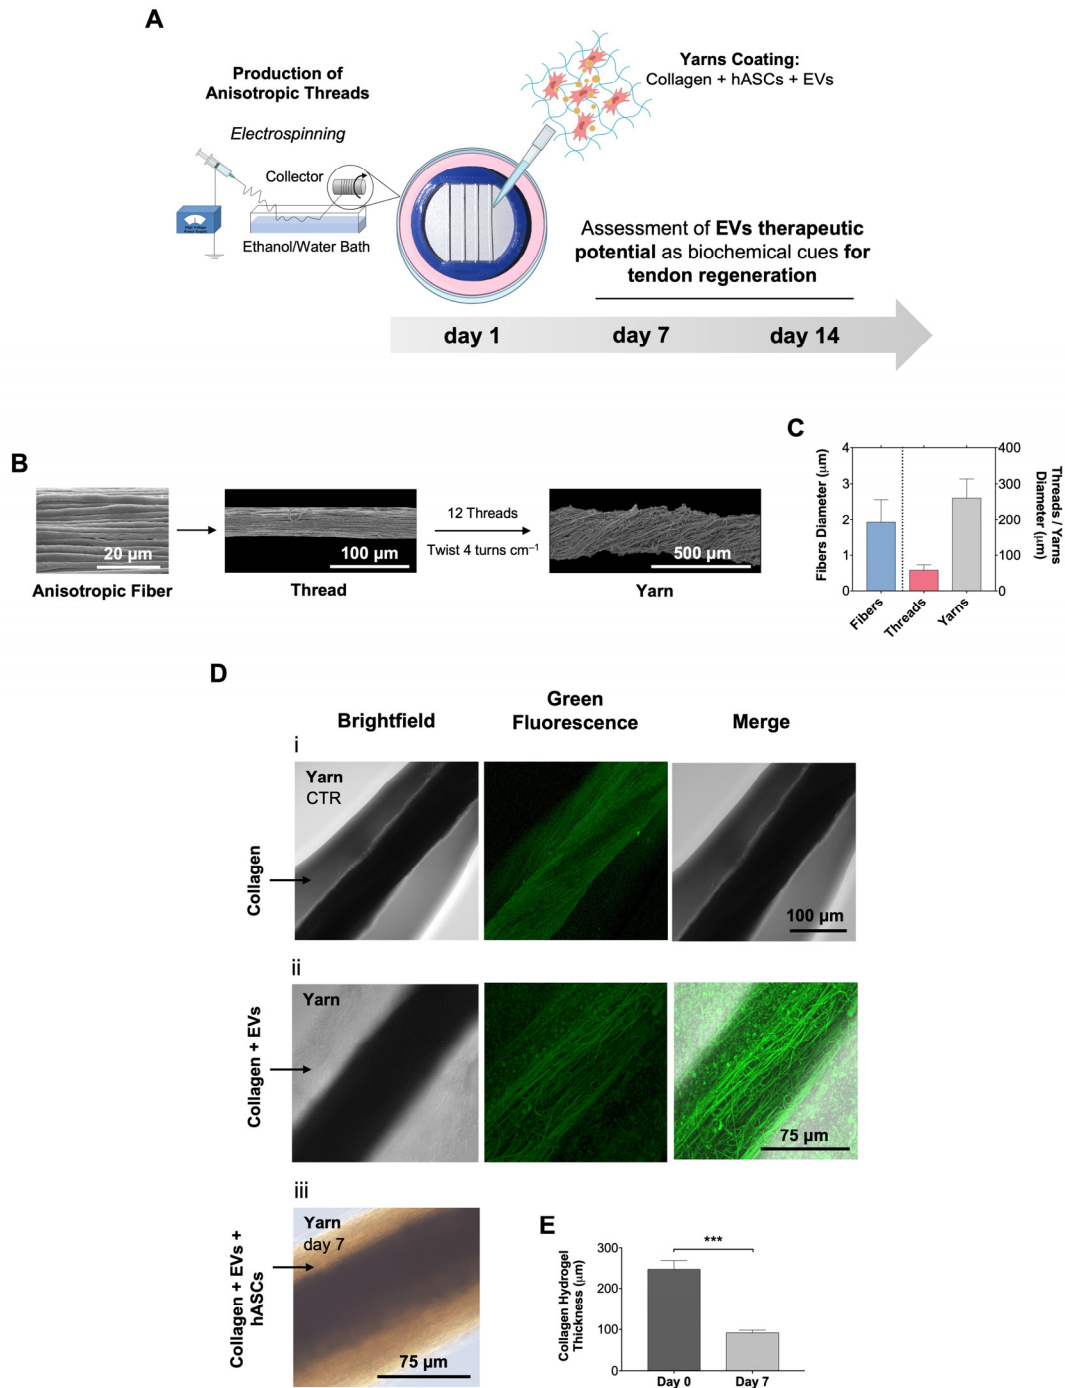 A
Production of
Anisotropic Threads
Electrospinning
Collector
Ethanol/Water Bath
Yarns Coating:
Collagen + hASCs + EVs
Assessment of EVs therapeutic
potential as biochemical cues for
tendon regeneration
day 1
day 7
day 14
B
20 µm
Anisotropic Fiber
100 µm
Thread
12 Threads
Twist 4 turns cm⁻¹
500 µm
Yarn
C
Fibers Diameter (µm)
4
3
2
1
0
400
300
200
100
0
Threads / Yarns
Diameter (µm)
Fibers
Threads
Yarns
D
Brightfield
Green
Fluorescence
Merge
i
Collagen
Yarn
CTR
100 µm
ii
Collagen + EVs
Yarn
75 µm
iii
Collagen + EVs +
hASCs
Yarn
day 7
75 µm
E
Collagen Hydrogel
Thickness (µm)
300
200
100
0
***
Day 0
Day 7